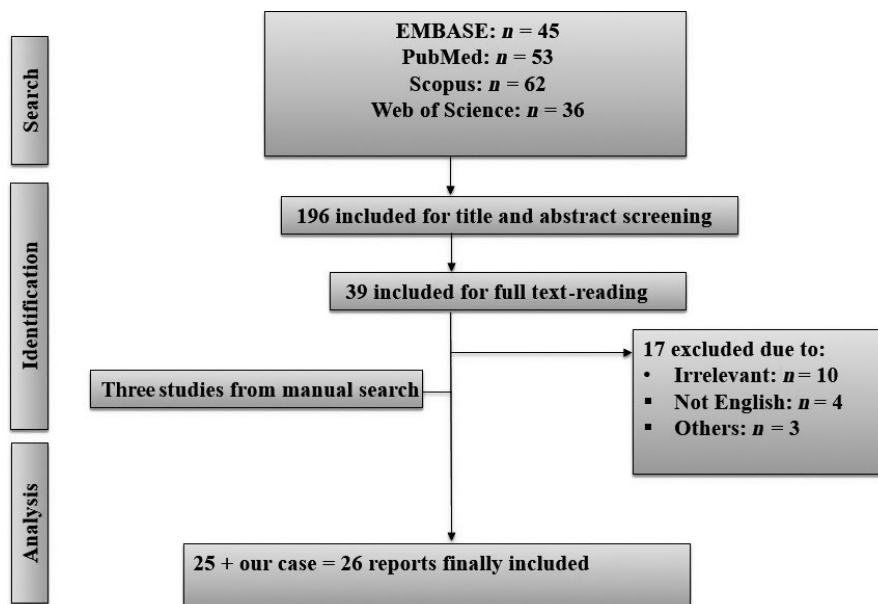 Search
EMBASE: n = 45
PubMed: n = 53
Scopus: n = 62
Web of Science: n = 36
Identification
196 included for title and abstract screening
39 included for full text-reading
17 excluded due to:
• Irrelevant: n = 10
▪ Not English: n = 4
▪ Others: n = 3
Three studies from manual search
Analysis
25 + our case = 26 reports finally included